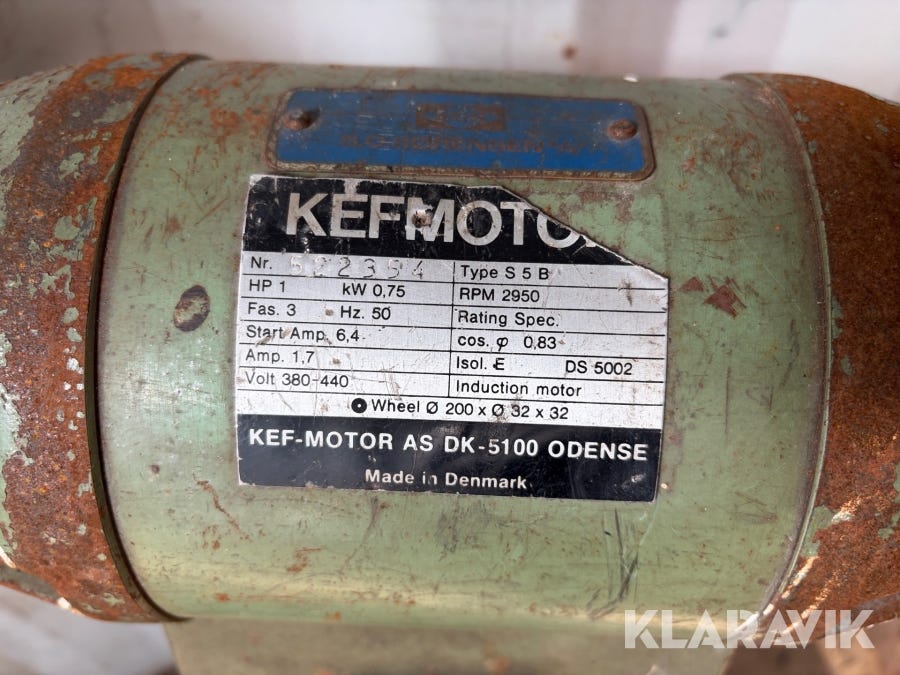 KEFMOTO
Nr. 522354 Type S 5 B
HP 1 kW 0,75 RPM 2950
Fas. 3 Hz. 50 Rating Spec.
Start Amp. 6,4 cos. φ 0,83
Amp. 1,7 Isol. E DS 5002
Volt 380-440 Induction motor
Wheel Ø 200 x Ø 32 x 32
KEF-MOTOR AS DK-5100 ODENSE
Made in Denmark
KLARAVIK